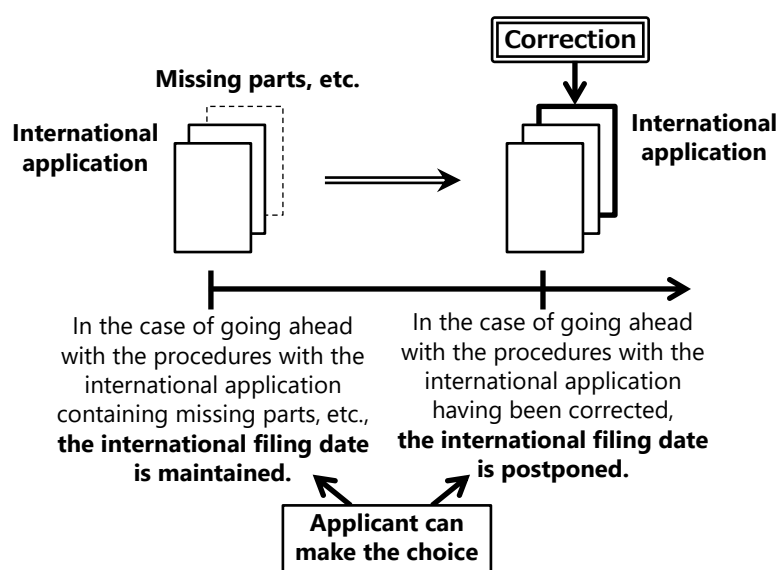 Correction
Missing parts, etc.
International
application
International
application
In the case of going ahead
with the procedures with the
international application
containing missing parts, etc.,
the international filing date
is maintained.
In the case of going ahead
with the procedures with the
international application
having been corrected,
the international filing date
is postponed.
Applicant can
make the choice